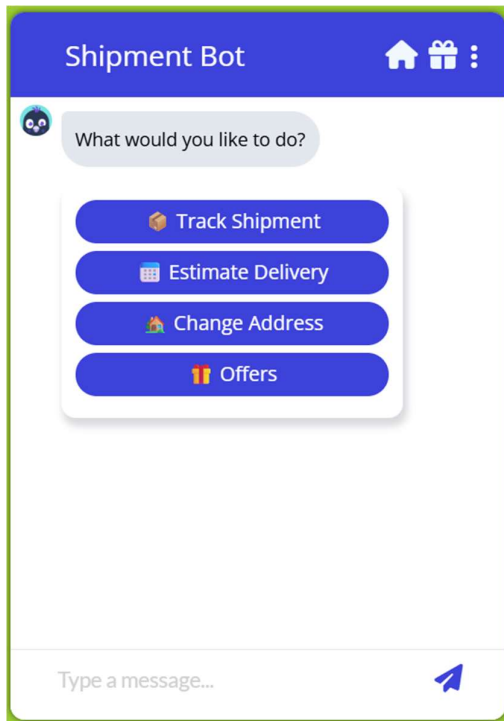 Shipment Bot
What would you like to do?
Track Shipment
Estimate Delivery
Change Address
Offers
Type a message...